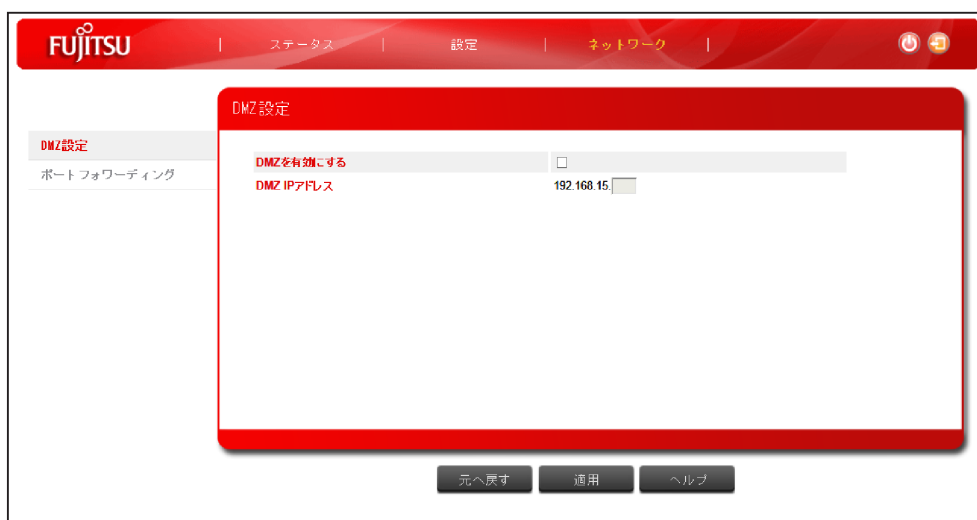 FUJITSU
ステータス
設定
ネットワーク
DMZ設定
DMZ設定
ポートフォワーディング
DMZを有効にする
DMZ IPアドレス 192.168.15.
元へ戻す 適用 ヘルプ